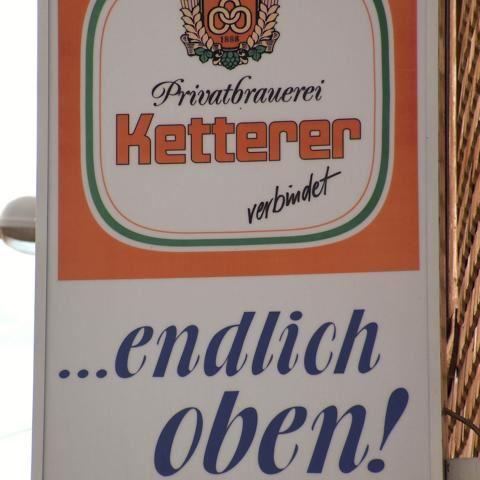 1888
Privatbrauerei
Ketterer
verbindet
...endlich
oben!